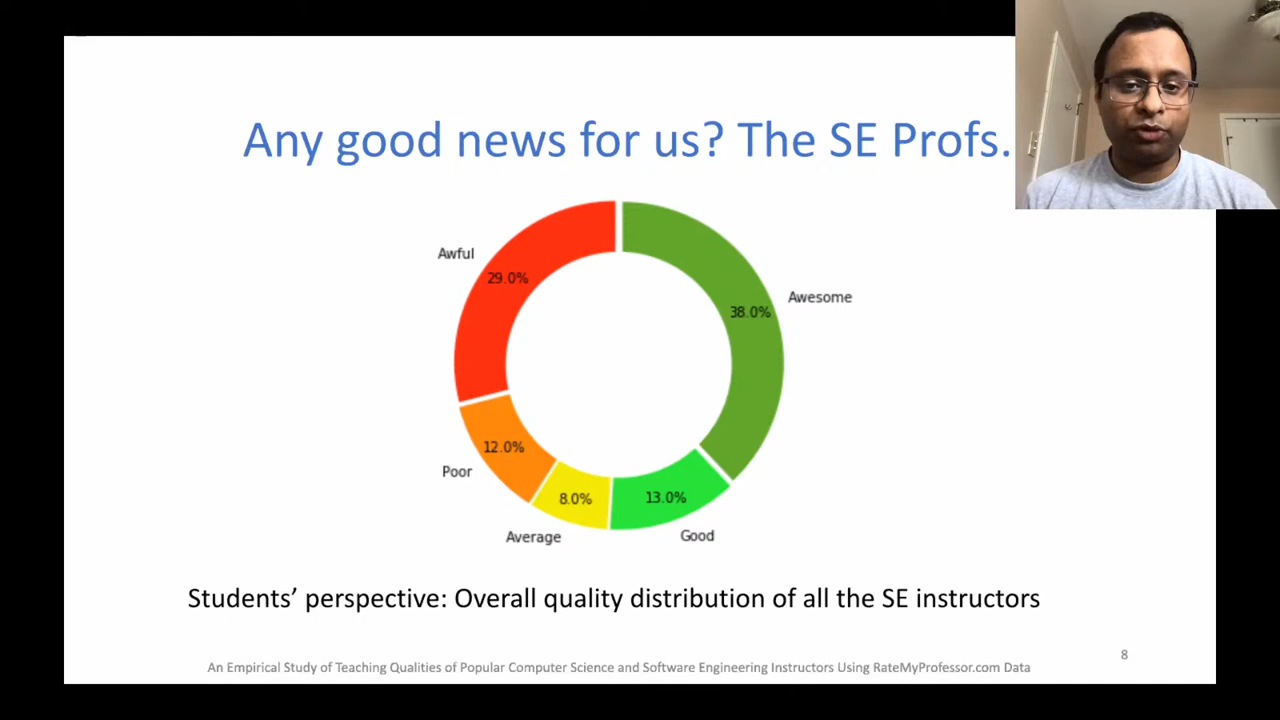 Any good news for us? The SE Profs.
Awful
29.0%
Awesome
38.0%
12.0%
Poor
8.0%
13.0%
Average
Good
Students’ perspective: Overall quality distribution of all the SE instructors
8
An Empirical Study of Teaching Qualities of Popular Computer Science and Software Engineering Instructors Using RateMyProfessor.com Data